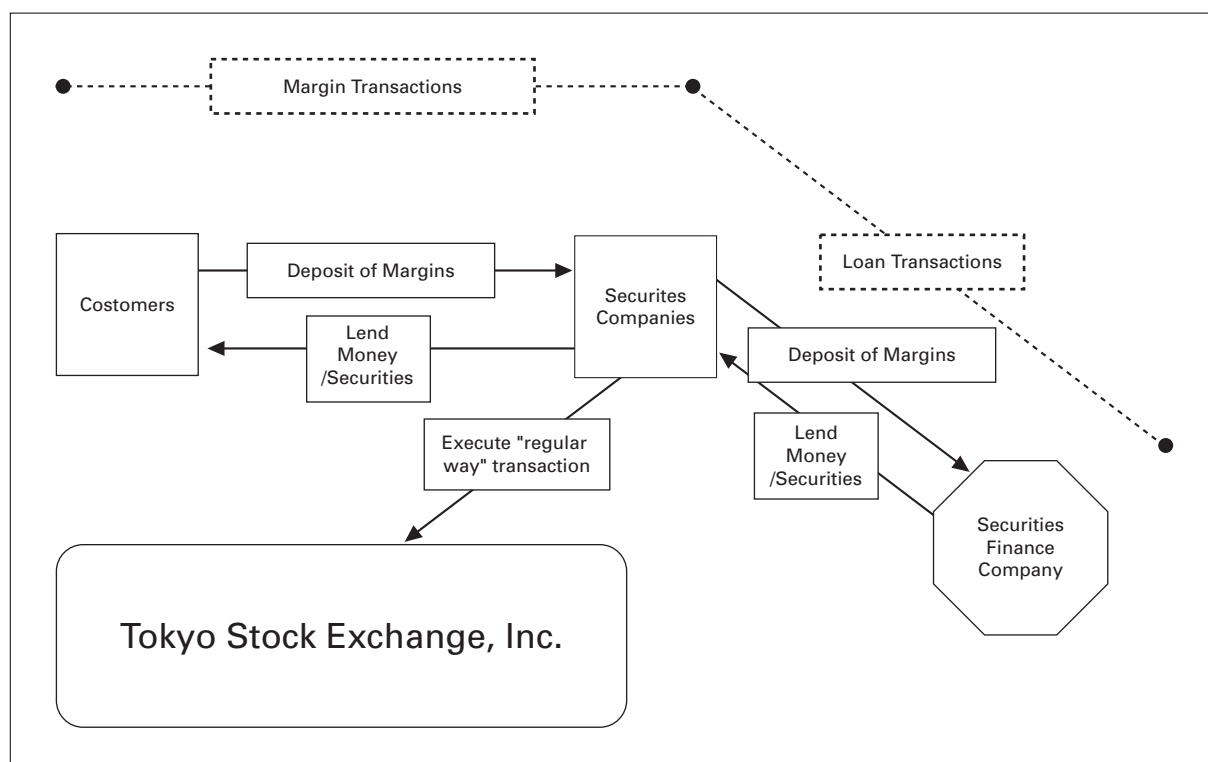 Margin Transactions
Loan Transactions
Deposit of Margins
Costomers
Securites
Companies
Lend
Money
/Securities
Deposit of Margins
Execute "regular
way" transaction
Lend
Money
/Securities
Securities
Finance
Company
Tokyo Stock Exchange, Inc.